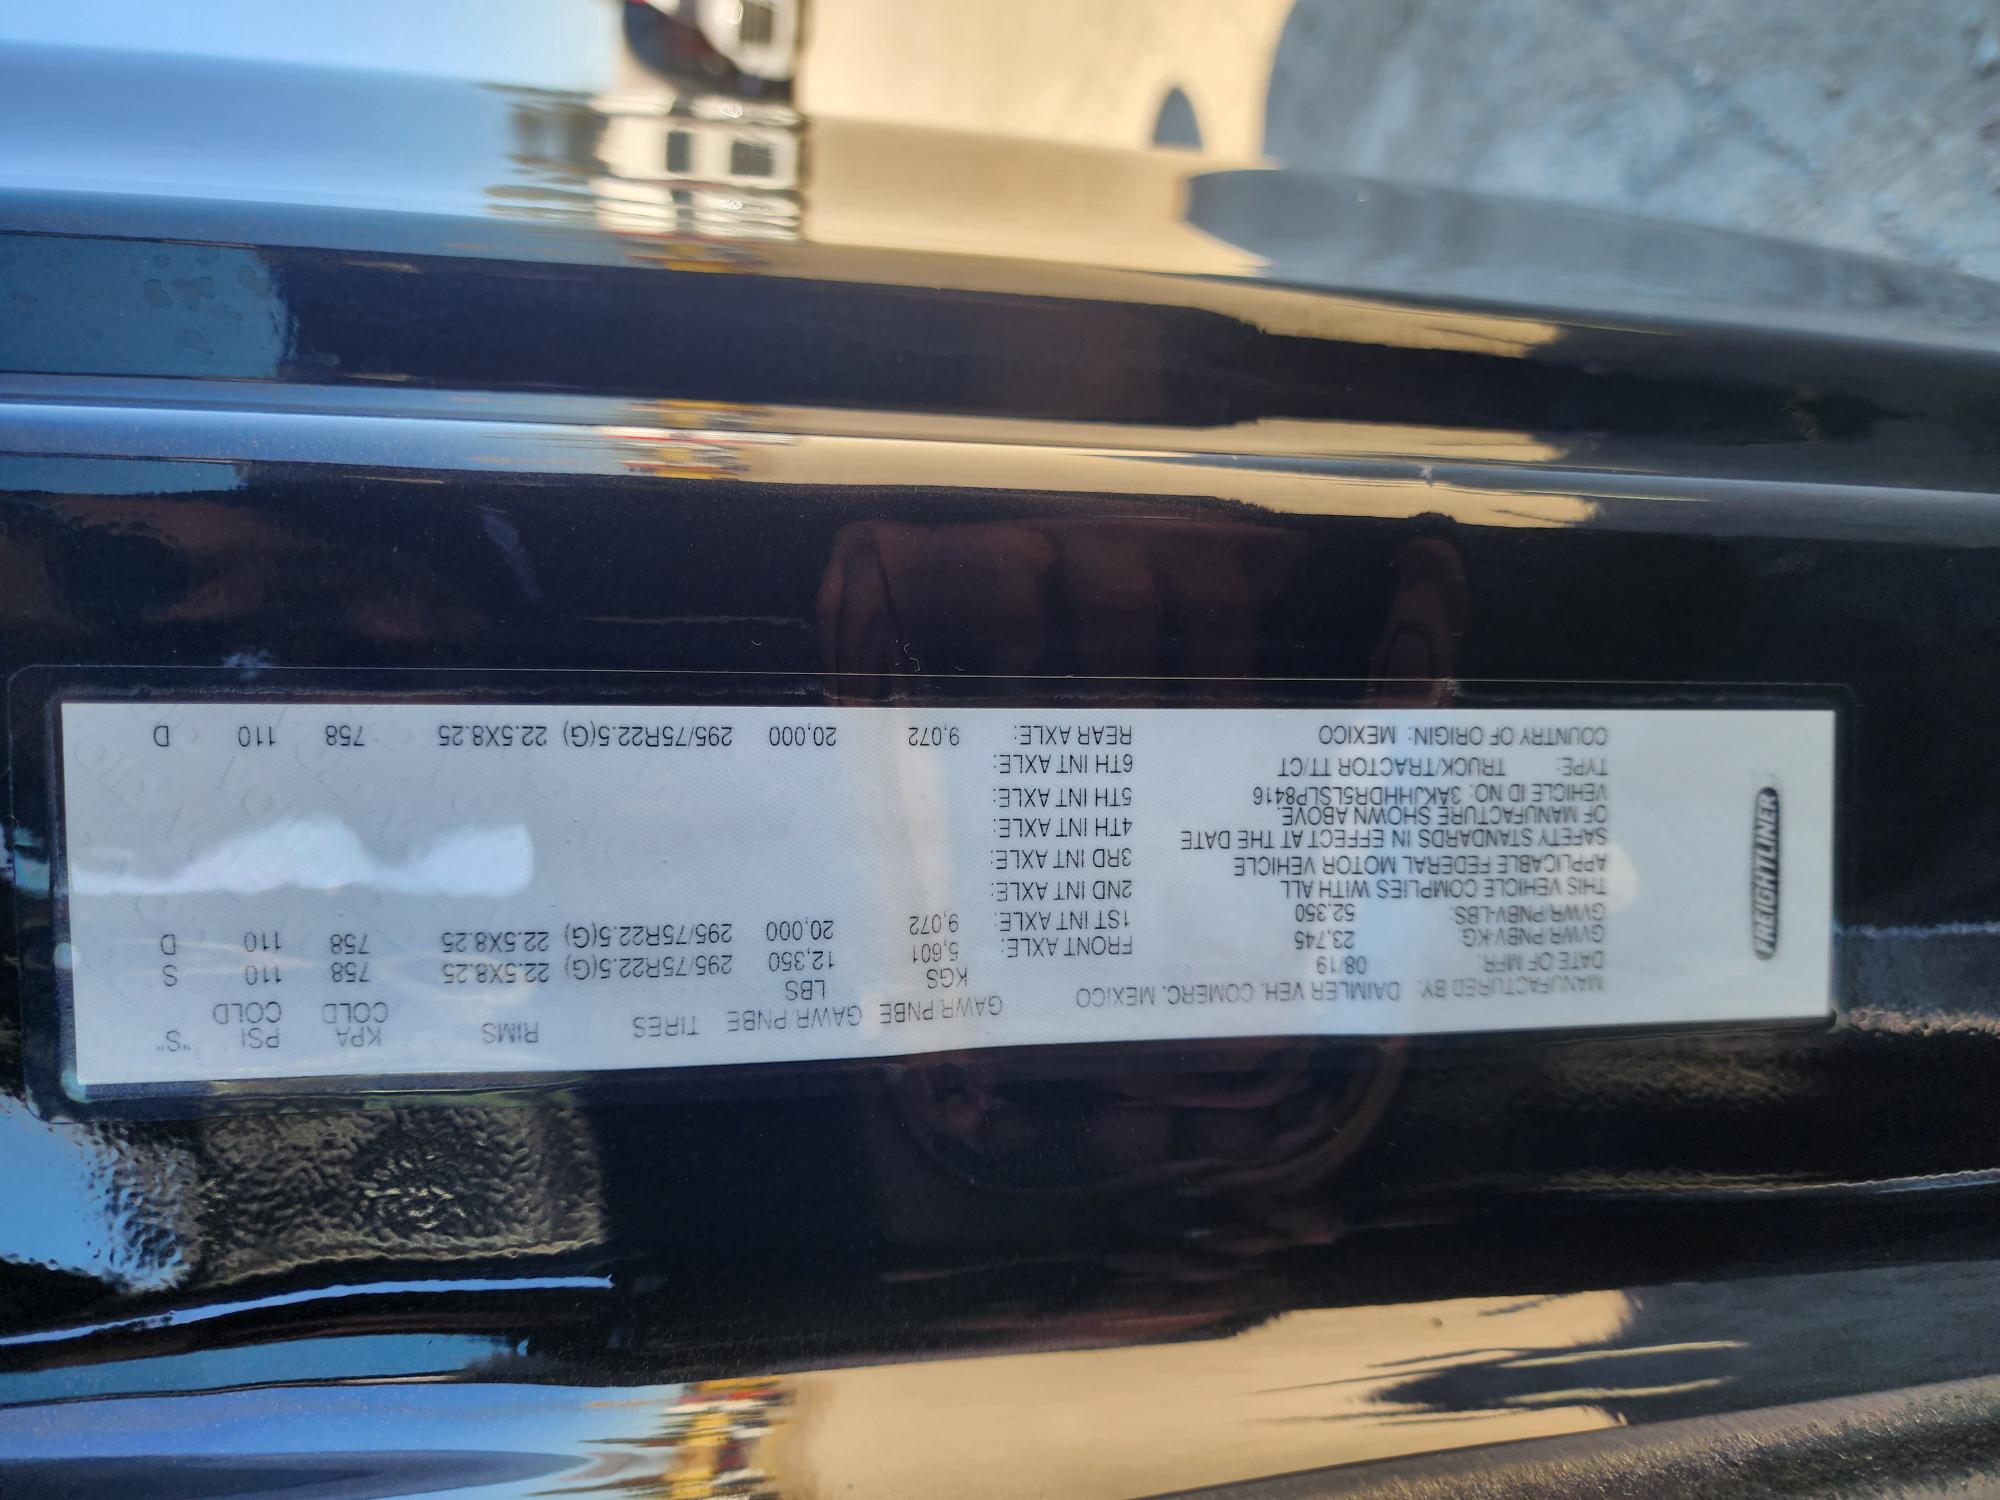 FREIGHTLINER
MANUFACTURED BY: DAIMLER VEH. COMERC. MEXICO
DATE OF MFR: 08/19
GVWR/PNBV-KG: 23,745
GVWR/PNBV-LBS: 52,350
THIS VEHICLE COMPLIES WITH ALL
APPLICABLE FEDERAL MOTOR VEHICLE
SAFETY STANDARDS IN EFFECT AT THE DATE
OF MANUFACTURE SHOWN ABOVE.
VEHICLE ID NO: 3AKJHHDR5LSLP8416
TYPE: TRUCK/TRACTOR TT/CT
COUNTRY OF ORIGIN: MEXICO
GAWR/PNBE GAWR/PNBE TIRES RIMS KPA PSI "S"
KGS LBS COLD COLD
FRONT AXLE: 5,601 12,350 295/75R22.5(G) 22.5X8.25 758 110 S
1ST INT AXLE: 9,072 20,000 295/75R22.5(G) 22.5X8.25 758 110 D
2ND INT AXLE:
3RD INT AXLE:
4TH INT AXLE:
5TH INT AXLE:
6TH INT AXLE:
REAR AXLE: 9,072 20,000 295/75R22.5(G) 22.5X8.25 758 110 D